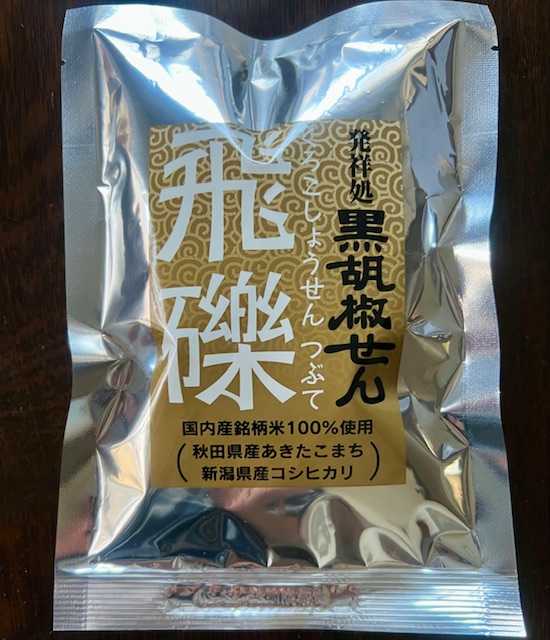 発祥処
黒胡椒せん
くろこしょうせん つぶて
飛礫
国内産銘柄米100%使用
(秋田県産あきたこまち
新潟県産コシヒカリ)